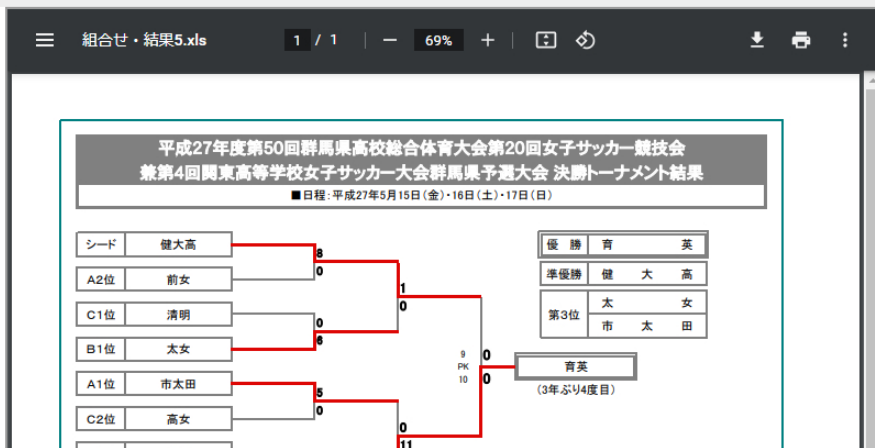 組合せ・結果5.xls 1 / 1 69%
平成27年度第50回群馬県高校総合体育大会第20回女子サッカー競技会
兼第4回関東高等学校女子サッカー大会群馬県予選大会 決勝トーナメント結果
■日程:平成27年5月15日(金)・16日(土)・17日(日)
シード 健大高
8
0
A2位 前女
1
0
C1位 清明
0
6
B1位 太女
A1位 市太田
5
0
C2位 高女
0
11
9 0
PK
10 0
育英
(3年ぶり4度目)
優勝 育英
準優勝 健大高
第3位 太女
市太田